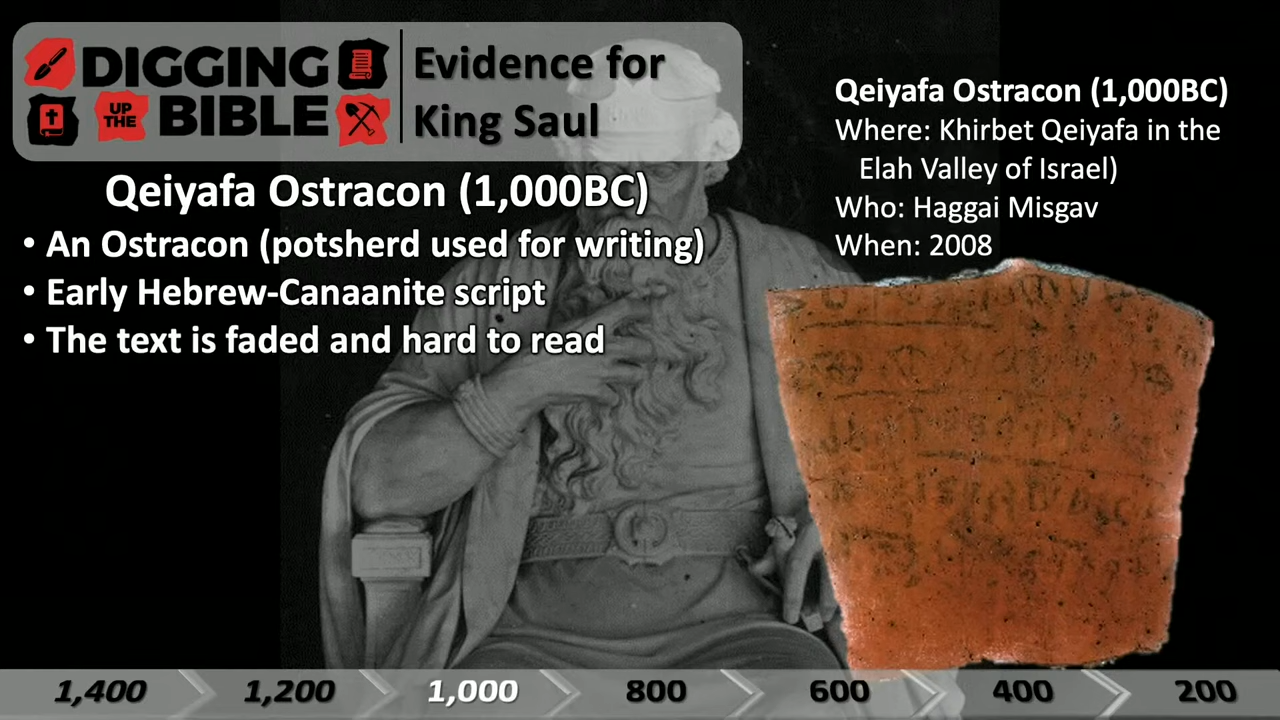 DIGGING
UP THE BIBLE
Evidence for
King Saul
Qeiyafa Ostracon (1,000BC)
• An Ostracon (potsherd used for writing)
• Early Hebrew-Canaanite script
• The text is faded and hard to read
Qeiyafa Ostracon (1,000BC)
Where: Khirbet Qeiyafa in the
Elah Valley of Israel)
Who: Haggai Misgav
When: 2008
1,400 1,200 1,000 800 600 400 200